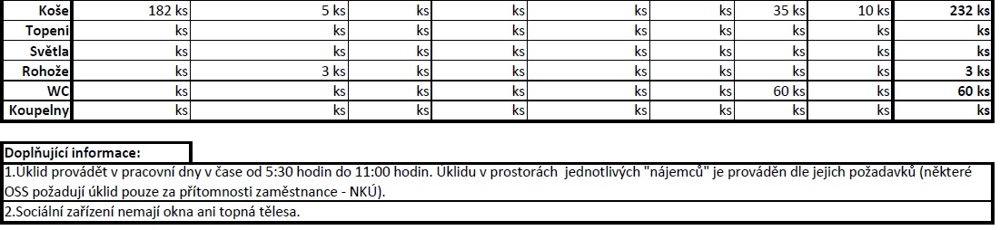 Koše 182 ks 5 ks ks ks ks ks 35 ks 10 ks 232 ks
Topení ks ks ks ks ks ks ks ks ks
Světla ks ks ks ks ks ks ks ks ks
Rohože ks 3 ks ks ks ks ks ks ks 3 ks
WC ks ks ks ks ks ks 60 ks ks 60 ks
Koupelny ks ks ks ks ks ks ks ks ks
Doplňující informace:
1.Úklid provádět v pracovní dny v čase od 5:30 hodin do 11:00 hodin. Úklidu v prostorách jednotlivých "nájemců" je prováděn dle jejich požadavků (některé
OSS požadují úklid pouze za přítomnosti zaměstnance - NKÚ).
2.Sociální zařízení nemají okna ani topná tělesa.